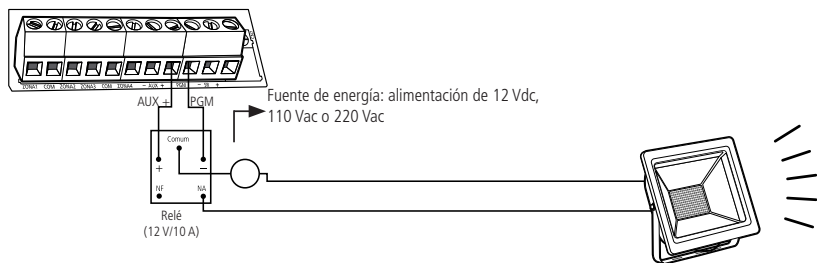 ZONA1 COM ZONA2 ZONA3 COM ZONA4 - AUX + PGM - +
AUX + PGM
Fuente de energía: alimentación de 12 Vdc,
110 Vac o 220 Vac
Comum
+ –
NF NA
Relé
(12 V/10 A)